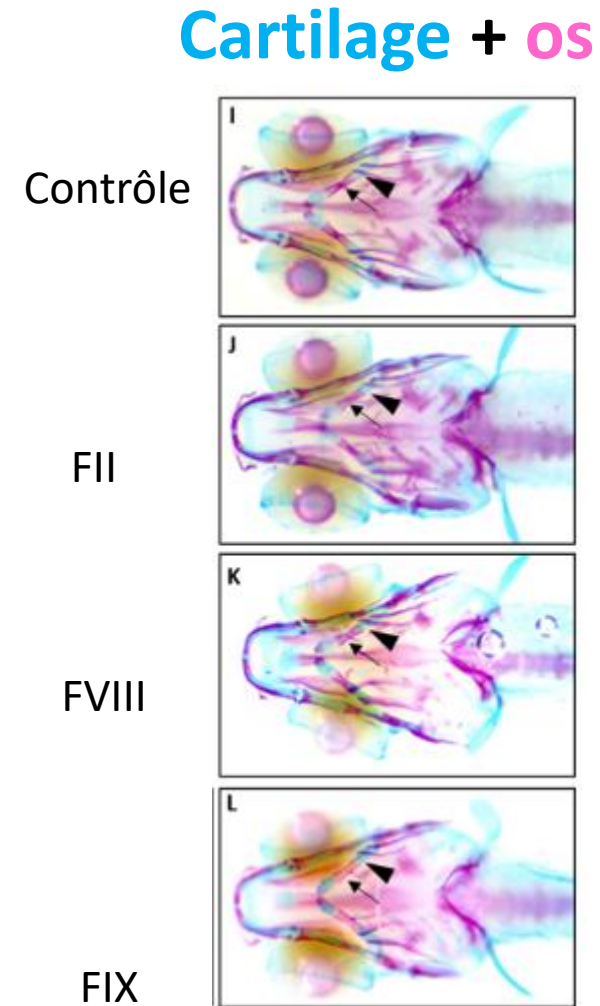 Cartilage + os
I
Contrôle
J
FII
K
FVIII
L
FIX